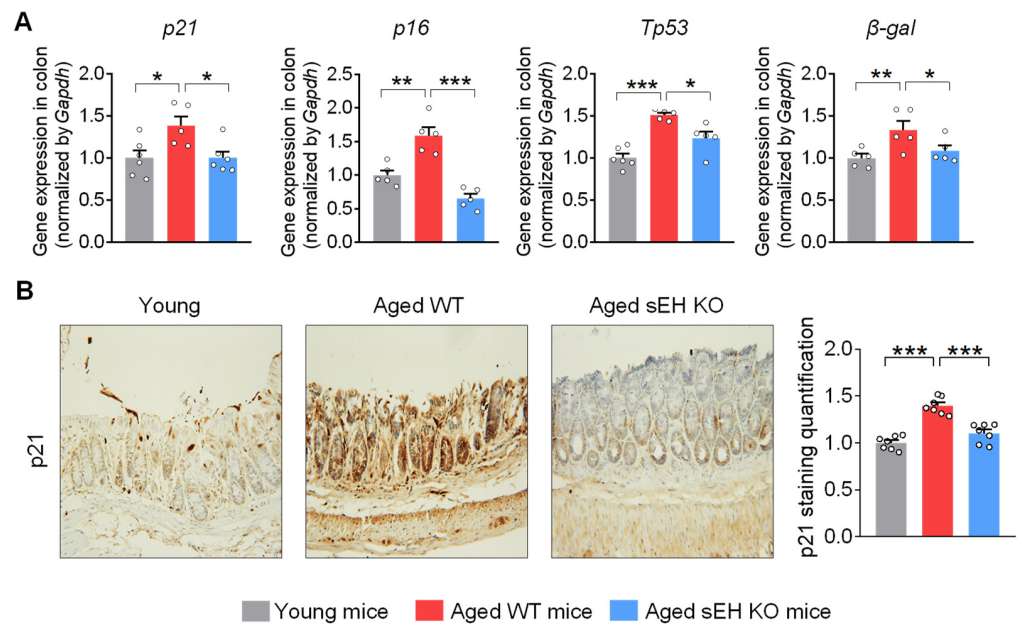 A
p21
p16
Tp53
β-gal
Gene expression in colon
(normalized by Gapdh)
2.0
1.5
1.0
0.5
0.0
*
*
Gene expression in colon
(normalized by Gapdh)
2.5
2.0
1.5
1.0
0.5
0.0
**
***
Gene expression in colon
(normalized by Gapdh)
2.0
1.5
1.0
0.5
0.0
***
*
Gene expression in colon
(normalized by Gapdh)
2.0
1.5
1.0
0.5
0.0
**
*
B
Young
Aged WT
Aged sEH KO
p21
p21 staining quantification
2.0
1.5
1.0
0.5
0.0
***
***
Young mice
Aged WT mice
Aged sEH KO mice